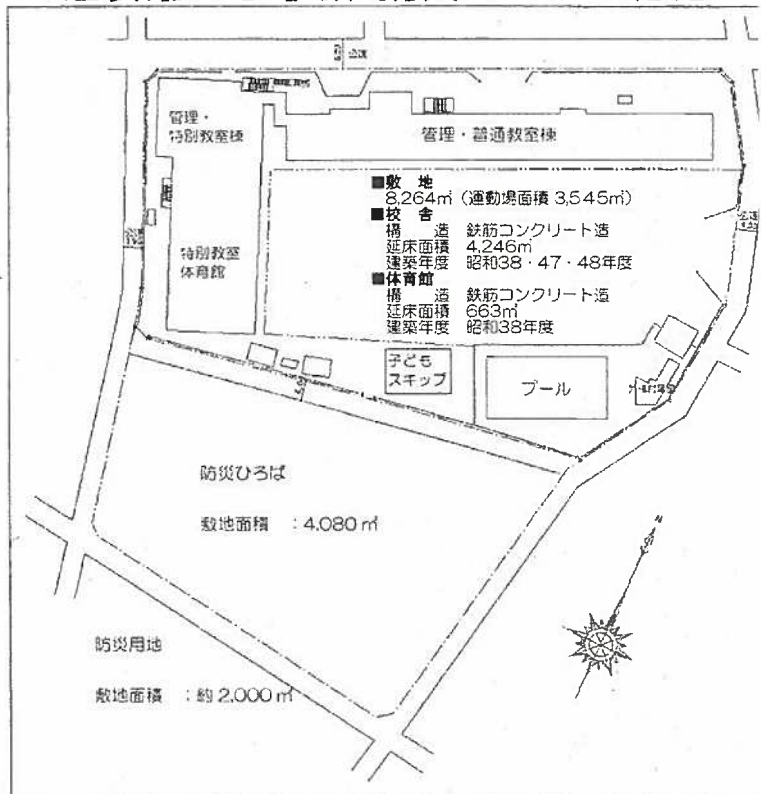 管理・
特別教室棟
管理・普通教室棟
■敷 地
8,264㎡（運動場面積 3,545㎡）
■校 舎
構 造 鉄筋コンクリート造
延床面積 4,246㎡
建築年度 昭和38・47・48年度
■体育館
構 造 鉄筋コンクリート造
延床面積 663㎡
建築年度 昭和38年度
特別教室
体育館
子ども
スキップ
プール
防災ひろば
敷地面積 ：4,080㎡
防災用地
敷地面積 ：約2,000㎡